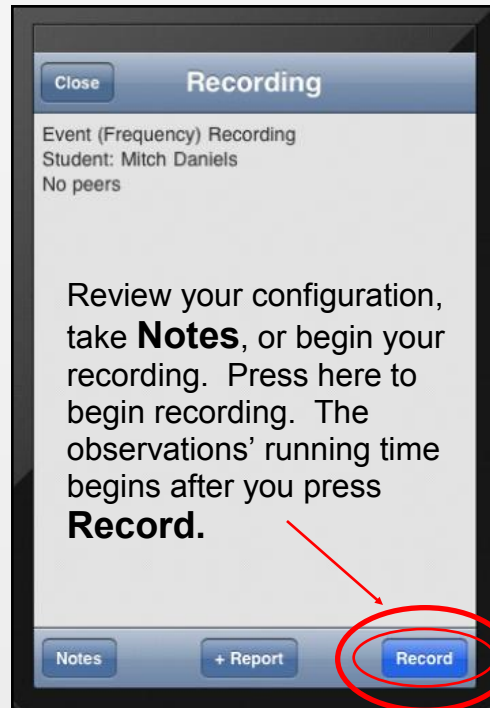 Close Recording
Event (Frequency) Recording
Student: Mitch Daniels
No peers
Review your configuration,
take Notes, or begin your
recording. Press here to
begin recording. The
observations’ running time
begins after you press
Record.
Notes + Report Record